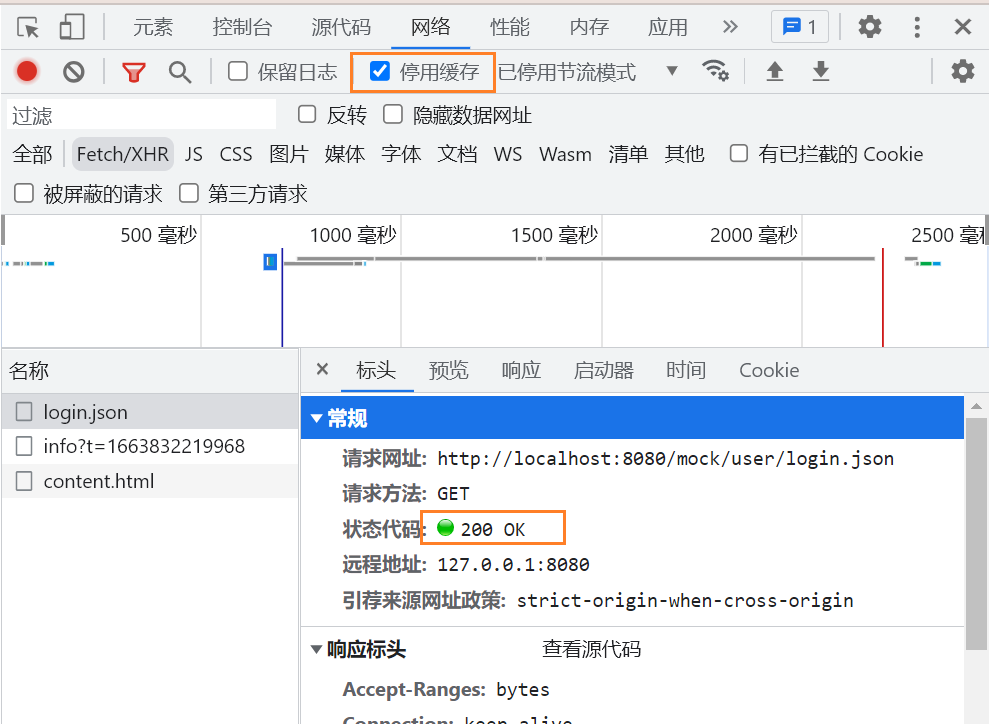 元素 控制台 源代码 网络 性能 内存 应用 » 1
保留日志 停用缓存 已停用节流模式
过滤 反转 隐藏数据网址
全部 Fetch/XHR JS CSS 图片 媒体 字体 文档 WS Wasm 清单 其他 有已拦截的 Cookie
被屏蔽的请求 第三方请求
500 毫秒 1000 毫秒 1500 毫秒 2000 毫秒 2500 毫秒
名称 × 标头 预览 响应 启动器 时间 Cookie
login.json
info?t=1663832219968
content.html
常规
请求网址: http://localhost:8080/mock/user/login.json
请求方法: GET
状态代码: 200 OK
远程地址: 127.0.0.1:8080
引荐来源网址政策: strict-origin-when-cross-origin
响应标头 查看源代码
Accept-Ranges: bytes
Connection: keep-alive